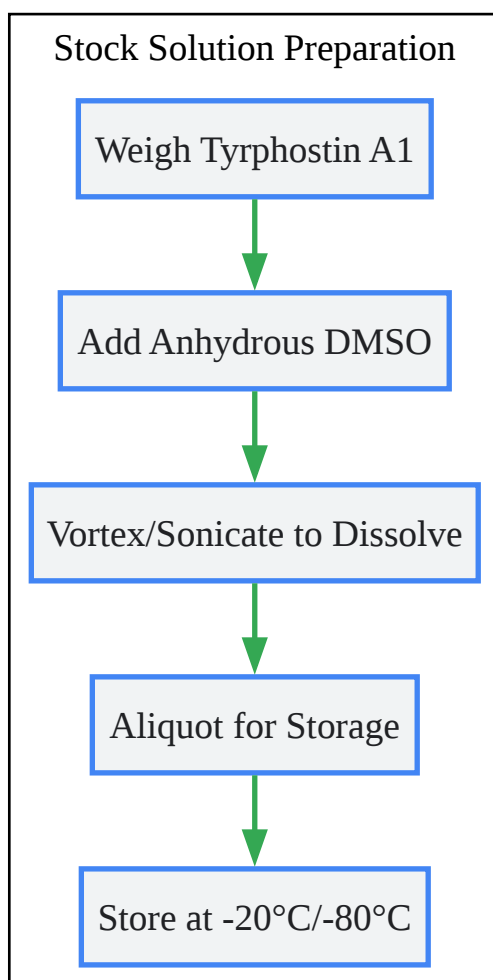 Stock Solution Preparation
Weigh Tyrphostin A1
Add Anhydrous DMSO
Vortex/Sonicate to Dissolve
Aliquot for Storage
Store at -20°C/-80°C